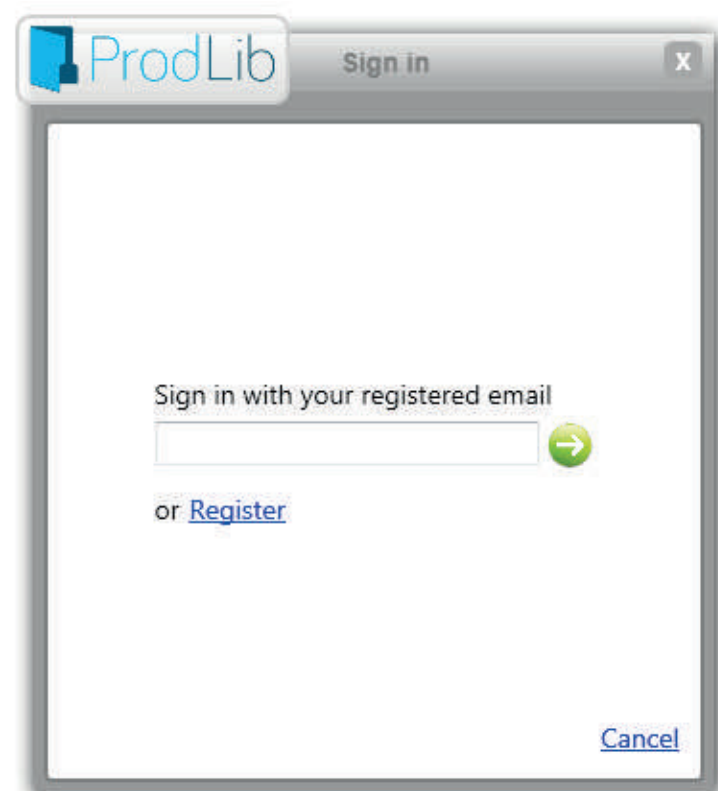 ProdLib
Sign in
X
Sign in with your registered email
or Register
Cancel